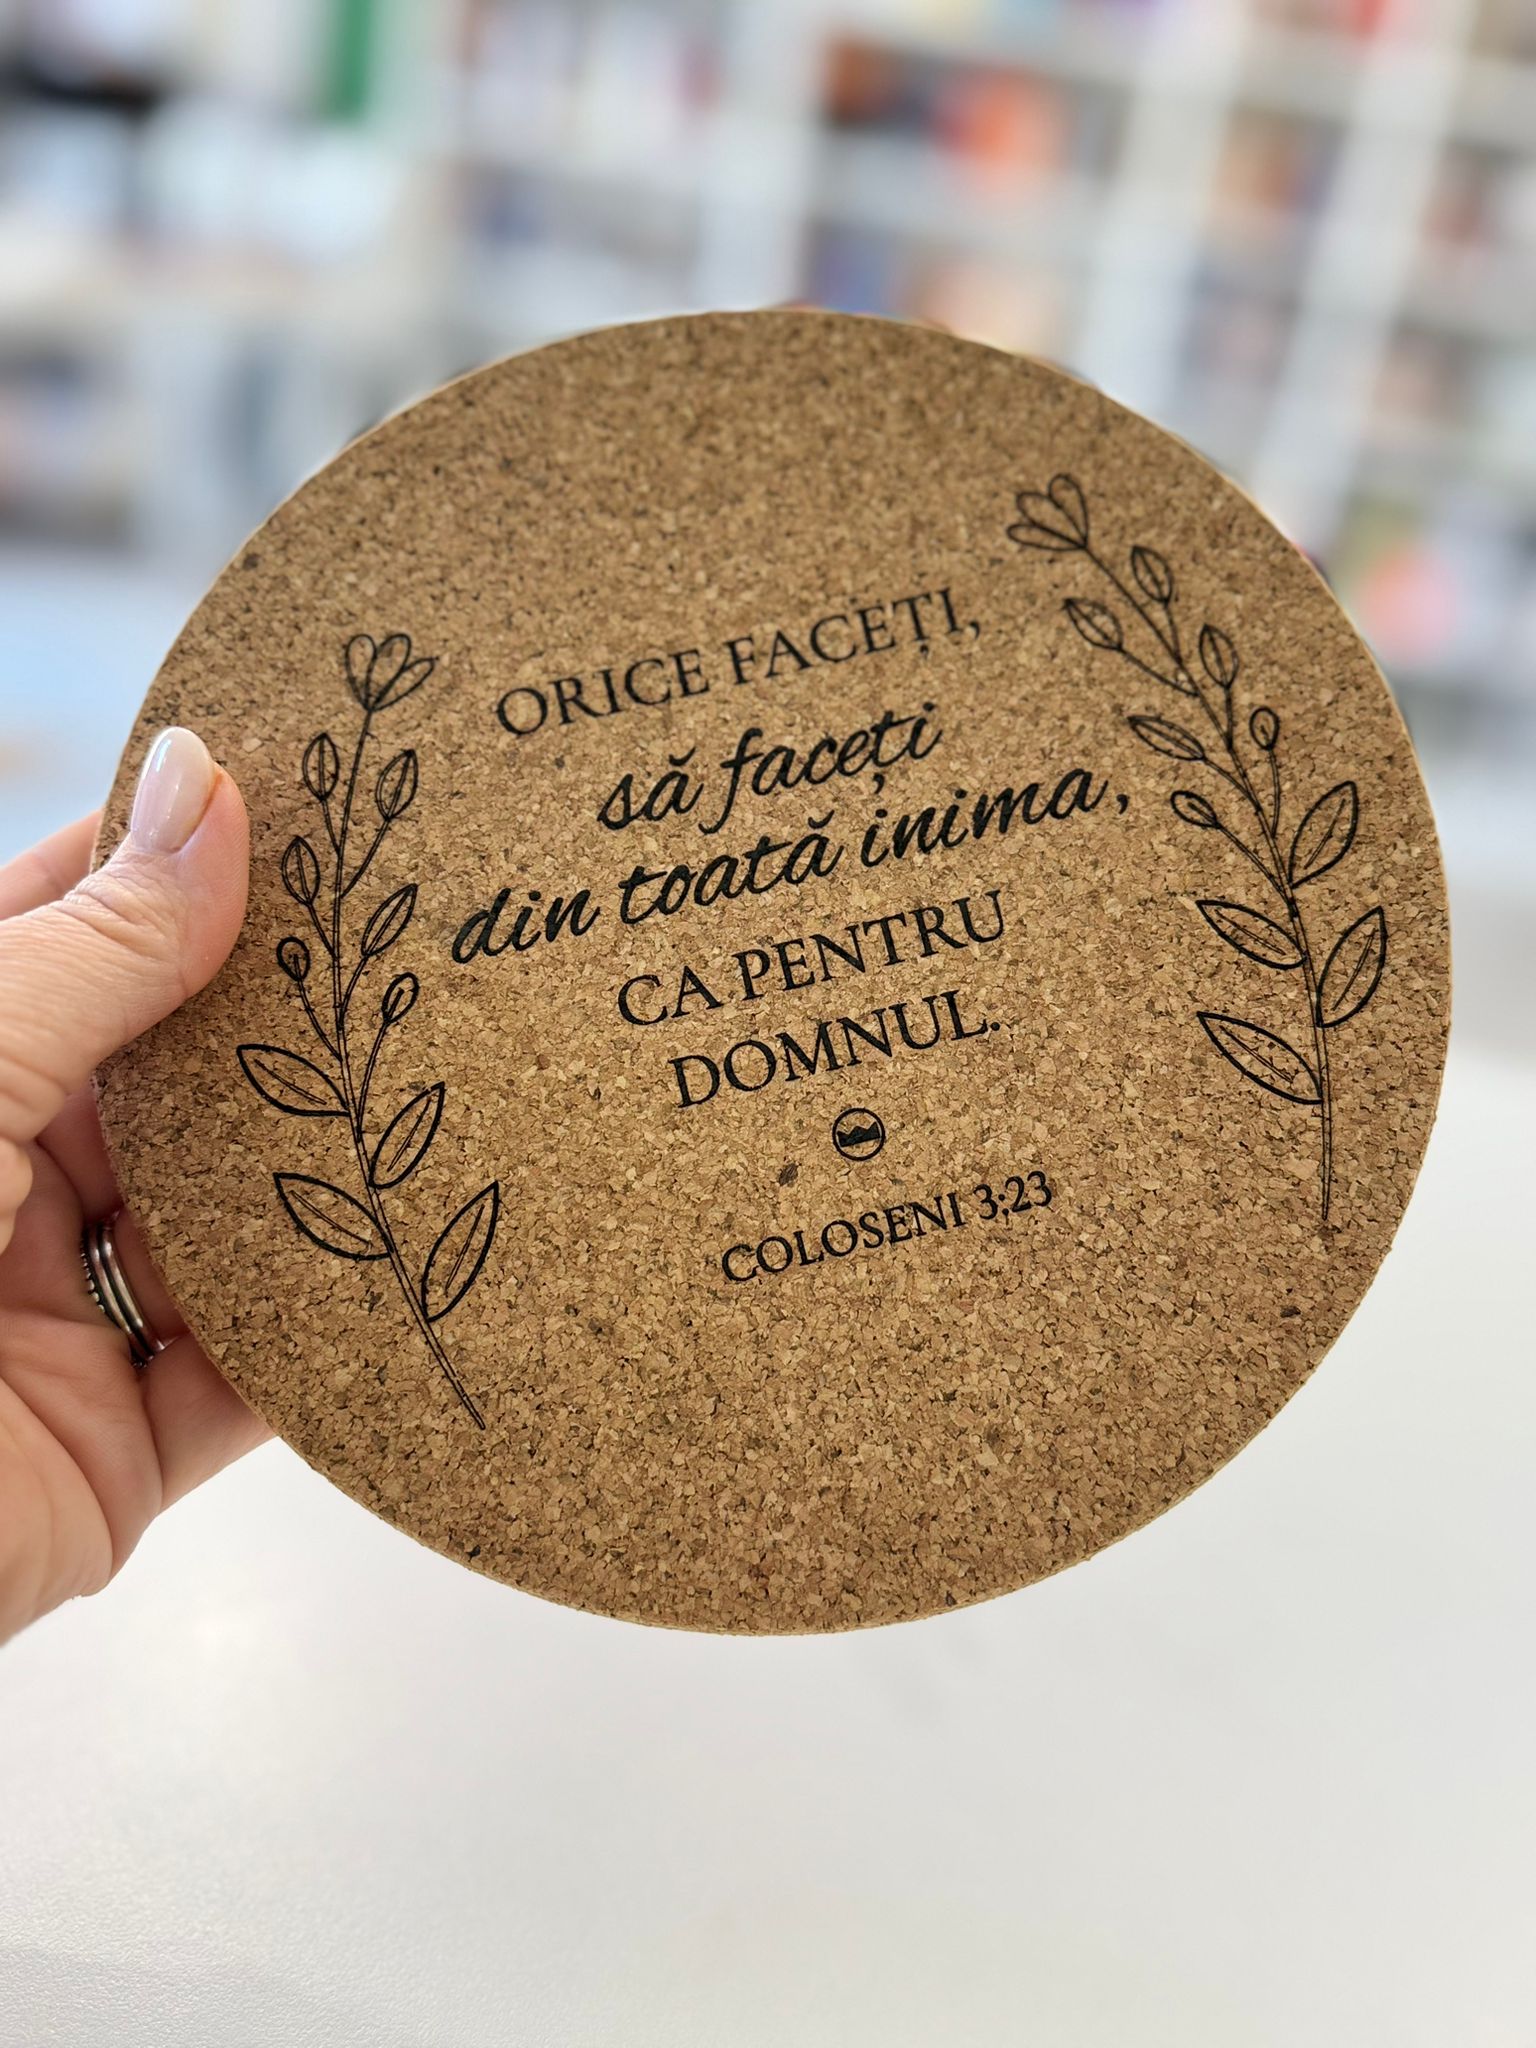 ORICE FACEȚI,
să faceți
din toată inima,
CA PENTRU
DOMNUL.
COLOSENI 3:23